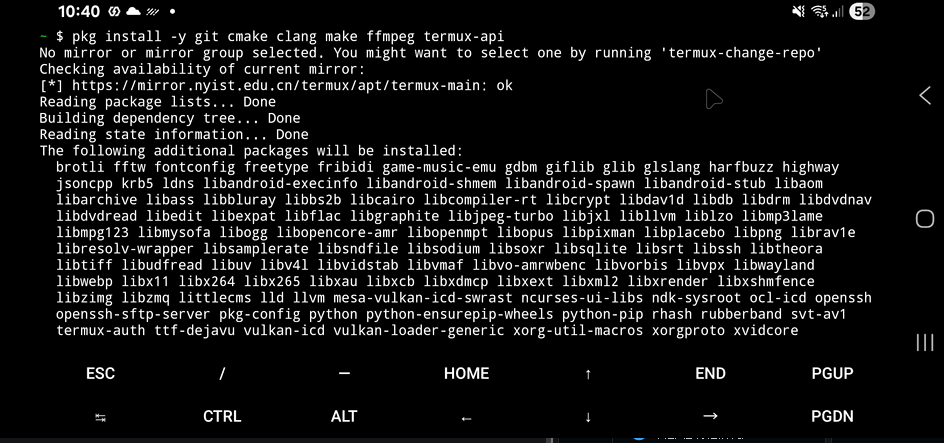 10:40
52
~ $ pkg install -y git cmake clang make ffmpeg termux-api
No mirror or mirror group selected. You might want to select one by running 'termux-change-repo'
Checking availability of current mirror:
[*] https://mirror.nyist.edu.cn/termux/apt/termux-main: ok
Reading package lists... Done
Building dependency tree... Done
Reading state information... Done
The following additional packages will be installed:
brotli fftw fontconfig freetype fribidi game-music-emu gdbm giflib glib glslang harfbuzz highway
jsoncpp krb5 ldns libandroid-execinfo libandroid-shmem libandroid-spawn libandroid-stub libaom
libarchive libass libbluray libbs2b libcairo libcompiler-rt libcrypt libdav1d libdb libdrm libdvdnav
libdvdread libedit libexpat libflac libgraphite libjpeg-turbo libjxl libllvm liblzo libmp3lame
libmpg123 libmysofa libogg libopencore-amr libopenmpt libopus libpixman libplacebo libpng librav1e
libresolv-wrapper libsamplerate libsndfile libsodium libsoxr libsqlite libsrt libssh libtheora
libtiff libudfread libuv libv4l libvidstab libvmaf libvo-amrwbenc libvorbis libvpx libwayland
libwebp libx11 libx264 libx265 libxau libxcb libxdmcp libxext libxml2 libxrender libxshmfence
libzimg libzmq littlecms lld llvm mesa-vulkan-icd-swrast ncurses-ui-libs ndk-sysroot ocl-icd openssh
openssh-sftp-server pkg-config python python-ensurepip-wheels python-pip rhash rubberband svt-av1
termux-auth ttf-dejavu vulkan-icd vulkan-loader-generic xorg-util-macros xorgproto xvidcore
ESC / — HOME ↑ END PGUP
↹ CTRL ALT ← ↓ → PGDN